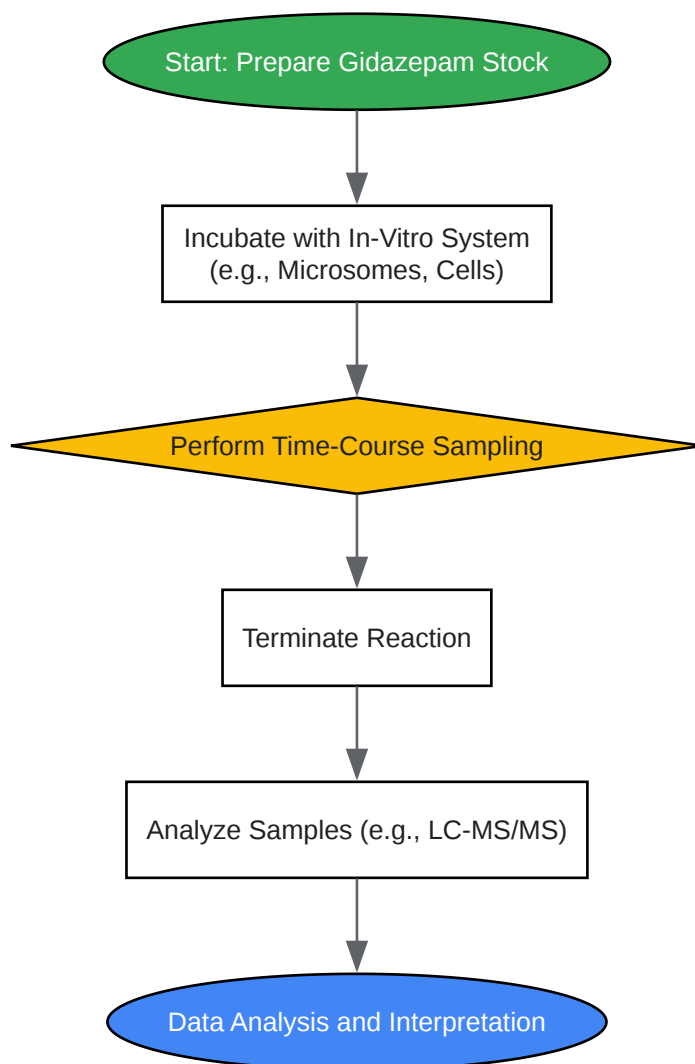 Start: Prepare Gidazepam Stock
Incubate with In-Vitro System
(e.g., Microsomes, Cells)
Perform Time-Course Sampling
Terminate Reaction
Analyze Samples (e.g., LC-MS/MS)
Data Analysis and Interpretation